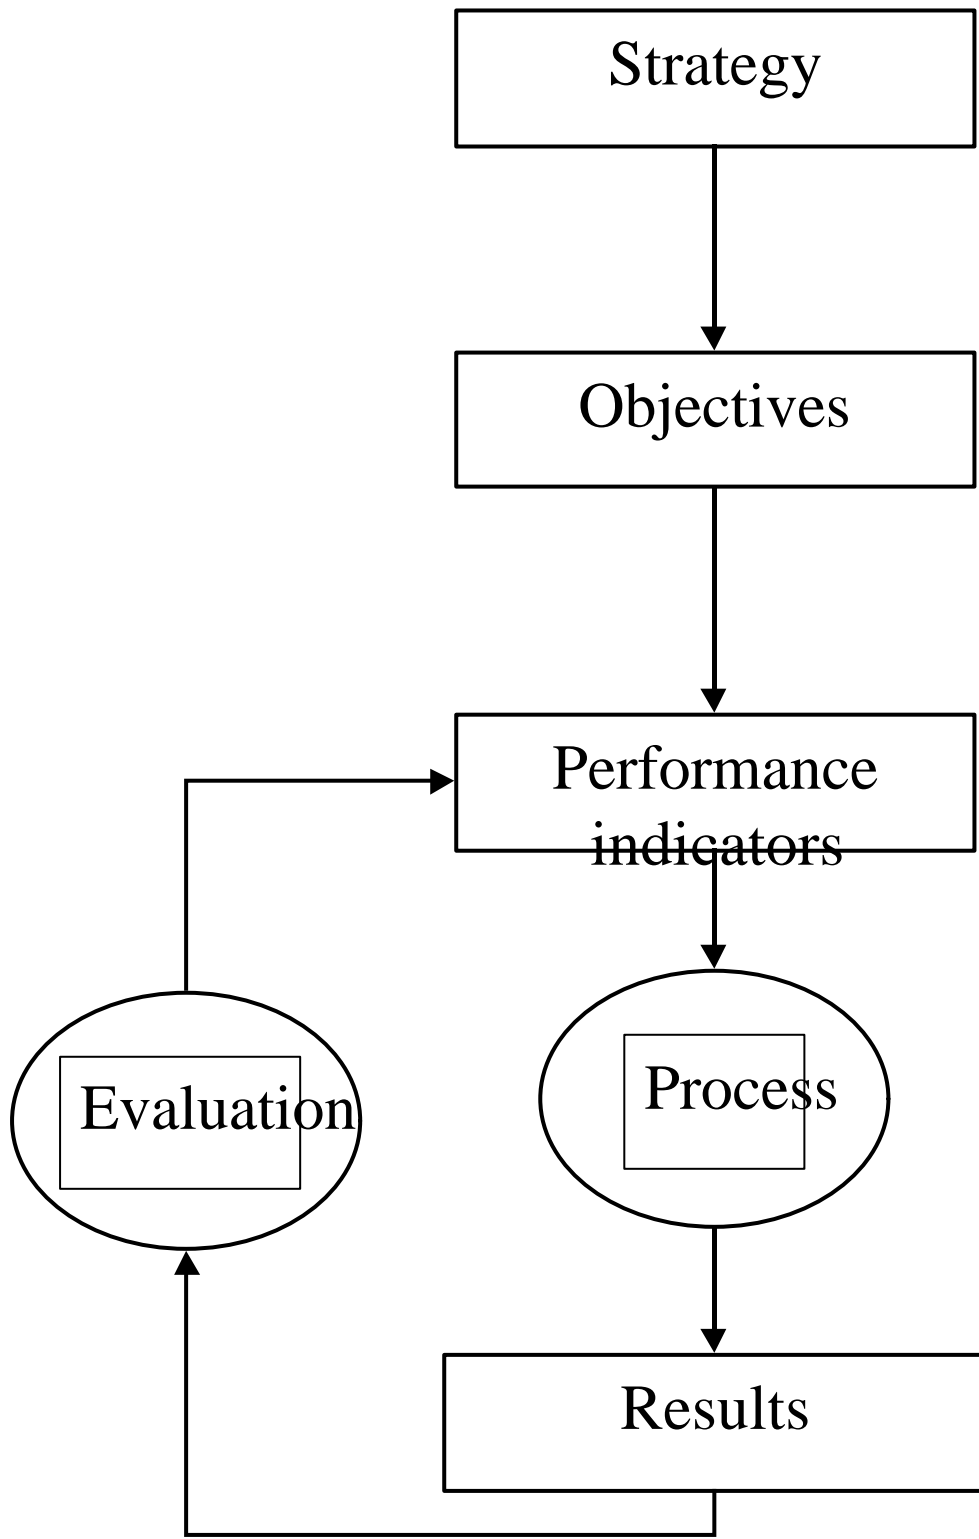 Strategy
Objectives
Performance
indicators
Process
Evaluation
Results